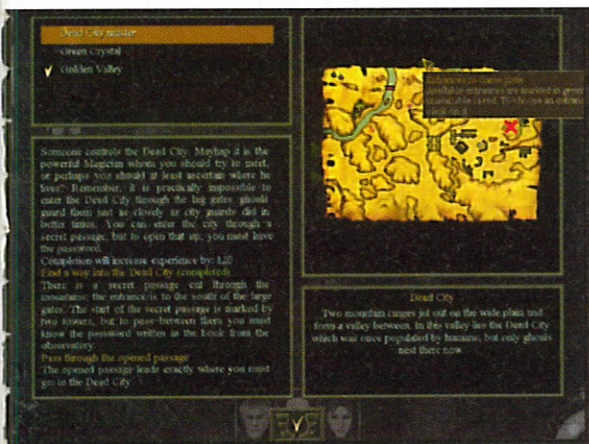 Dead City master
Green Crystal
Golden Valley
Someone controls the Dead City. Mayhap it is the
powerful Magician whom you should try to meet,
or perhaps you should at least ascertain where he
lives? Remember, it is practically impossible to
enter the Dead City through the big gates: ghouls
guard them just as closely as city guards did in
better times. You can enter the city through a
secret passage, but to open that up, you must have
the password.
Completion will increase experience by: 120
Find a way into the Dead City (completed)
There is a secret passage cut through the
mountains; the entrance is to the south of the large
gates. The start of the secret passage is marked by
two towers, but to pass between them you must
know the password written in the book from the
observatory.
Pass through the opened passage
The opened passage leads exactly where you must
go: to the Dead City.
available entrances are marked in green
Dead City
Two mountain ranges jut out on the wide plain and
form a valley between. In this valley lies the Dead City
which was once populated by humans, but only ghouls
nest there now.